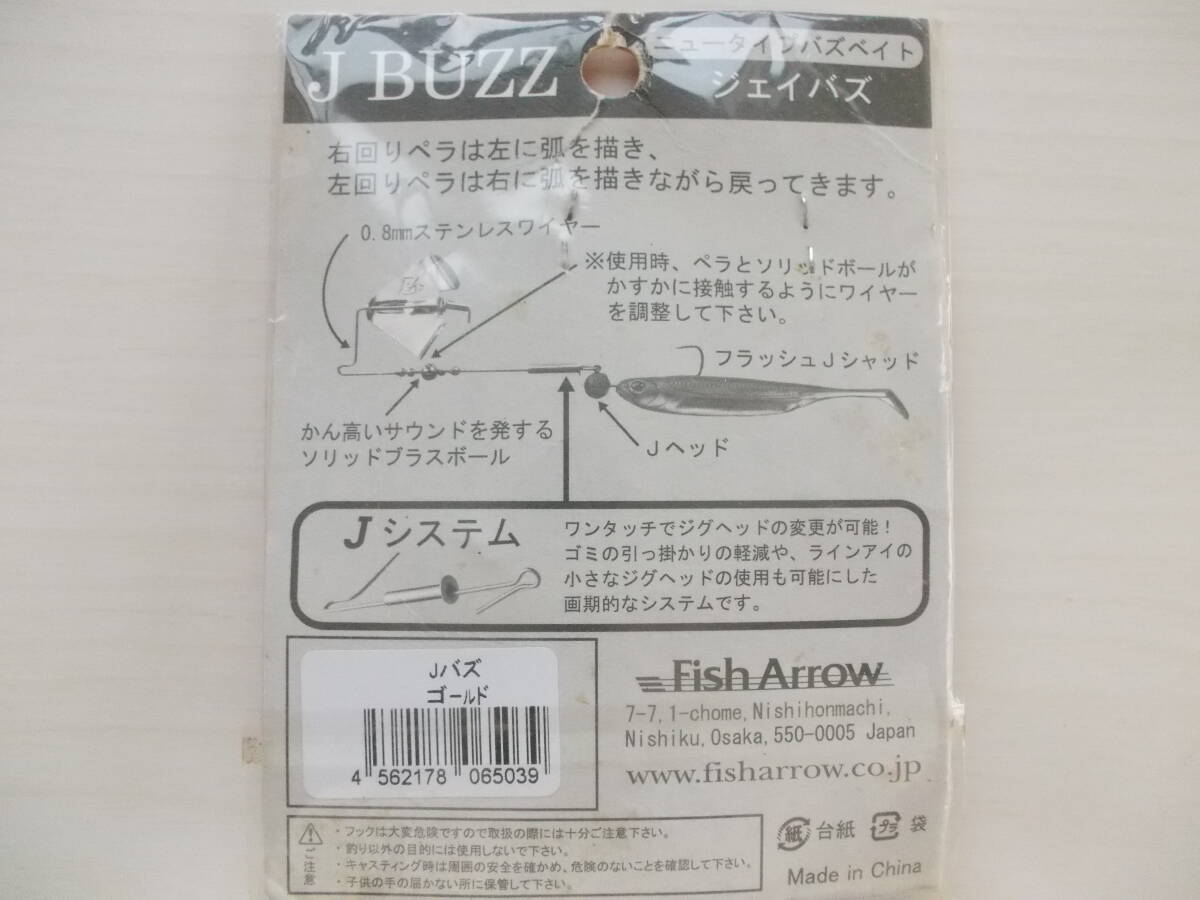 J BUZZ
ニュータイプバズベイト
ジェイバズ
右回りペラは左に弧を描き、
左回りペラは右に弧を描きながら戻ってきます。
0.8mmステンレスワイヤー
※使用時、ペラとソリッドボールが
かすかに接触するようにワイヤー
を調整して下さい。
フラッシュJシャッド
かん高いサウンドを発する
ソリッドブラスボール
Jヘッド
Jシステム
ワンタッチでジグヘッドの変更が可能!
ゴミの引っ掛かりの軽減や、ラインアイの
小さなジグヘッドの使用も可能にした
画期的なシステムです。
Jバズ
ゴールド
4 562178 065039
Fish Arrow
7-7,1-chome,Nishihonmachi,
Nishiku,Osaka,550-0005 Japan
www.fisharrow.co.jp
ご注意
・フックは大変危険ですので取扱の際には十分ご注意下さい。
・釣り以外の目的には使用しないで下さい。
・キャスティング時は周囲の安全を確かめ、危険のないことを確認して下さい。
・子供の手の届かない所に保管して下さい。
紙 台紙 プラ 袋
Made in China